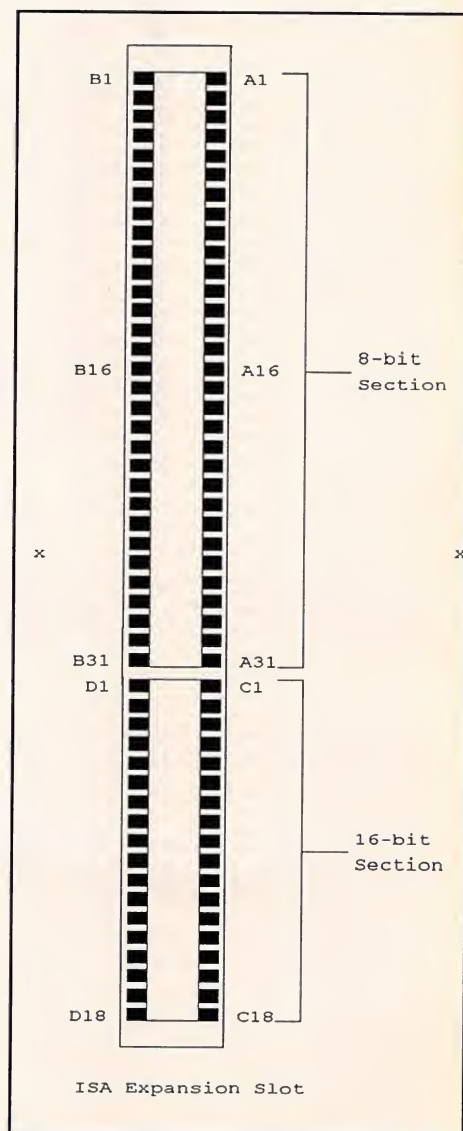 B1 A1
B16 A16
8-bit
Section
x x
B31 A31
D1 C1
16-bit
Section
D18 C18
ISA Expansion Slot